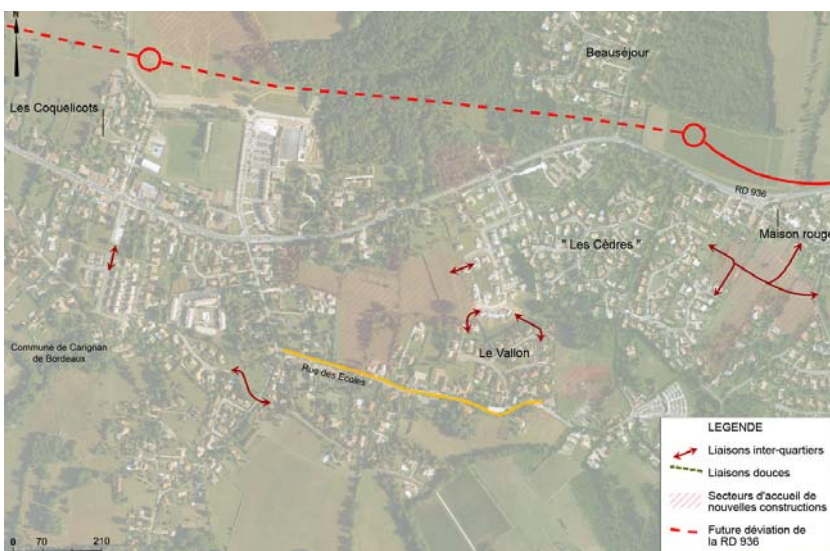 N
Beauséjour
Les Coquelicots
RD 936
" Les Cèdres "
Maison rouge
Commune de Carignan
de Bordeaux
Le Vallon
Rue des Ecoles
LEGENDE
Liaisons inter-quartiers
Liaisons douces
Secteurs d'accueil de
nouvelles constructions
Future déviation de
la RD 936
0 70 210